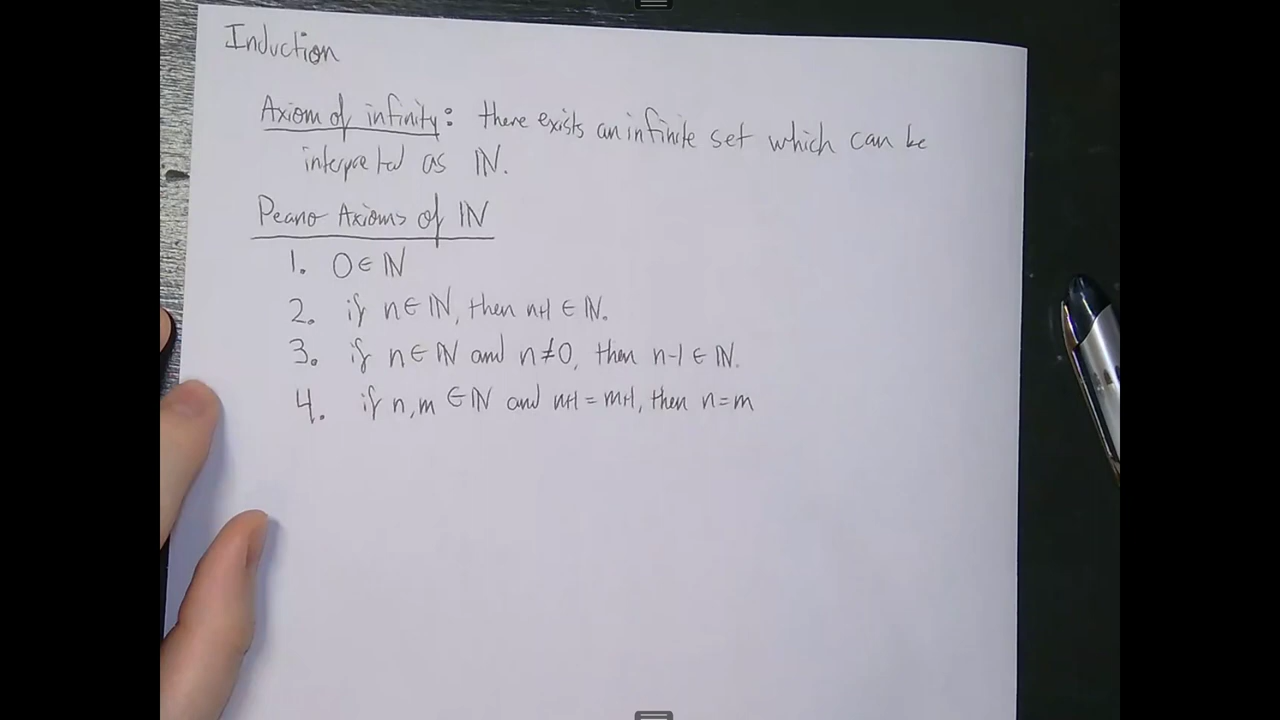 Induction
Axiom of infinity: there exists an infinite set which can be
interpreted as ℕ.
Peano Axioms of ℕ
1. 0 ∈ ℕ
2. if n ∈ ℕ, then n+1 ∈ ℕ.
3. if n ∈ ℕ and n ≠ 0, then n-1 ∈ ℕ.
4. if n, m ∈ ℕ and n+1 = m+1, then n = m